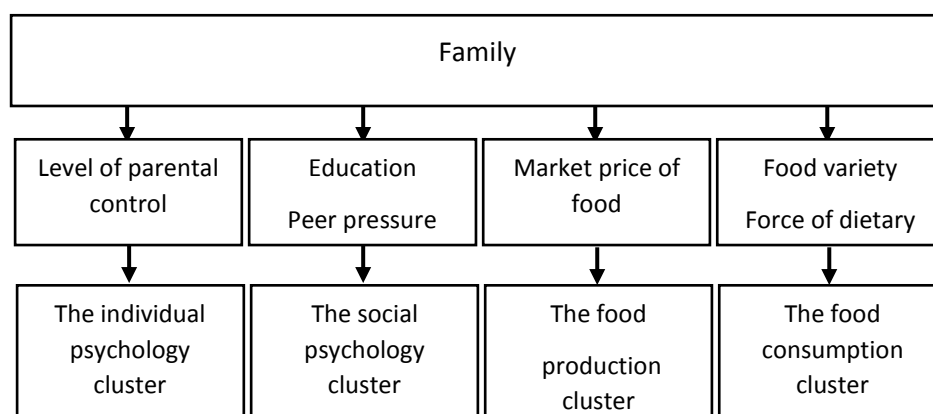 Family
Level of parental
control
Education
Peer pressure
Market price of
food
Food variety
Force of dietary
The individual
psychology
cluster
The social
psychology
cluster
The food
production
cluster
The food
consumption
cluster